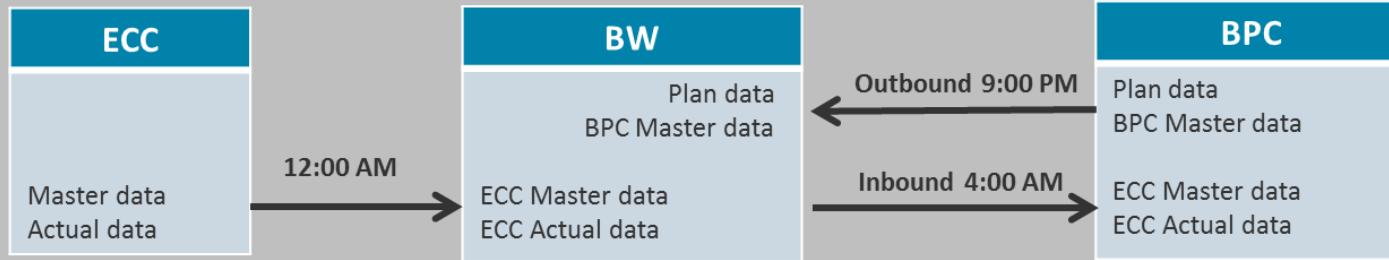 ECC
Master data
Actual data
12:00 AM
BW
Plan data
BPC Master data
ECC Master data
ECC Actual data
Outbound 9:00 PM
Inbound 4:00 AM
BPC
Plan data
BPC Master data
ECC Master data
ECC Actual data